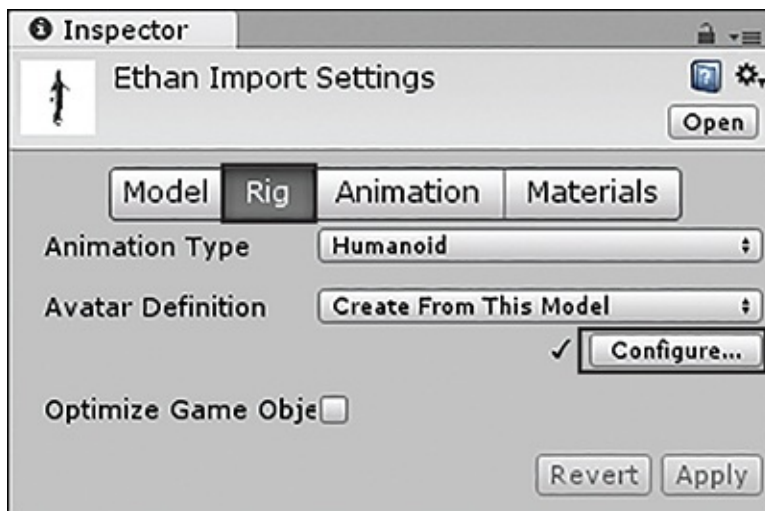 Inspector
Ethan Import Settings
Open
Model Rig Animation Materials
Animation Type Humanoid
Avatar Definition Create From This Model
✓ Configure...
Optimize Game Obje
Revert Apply